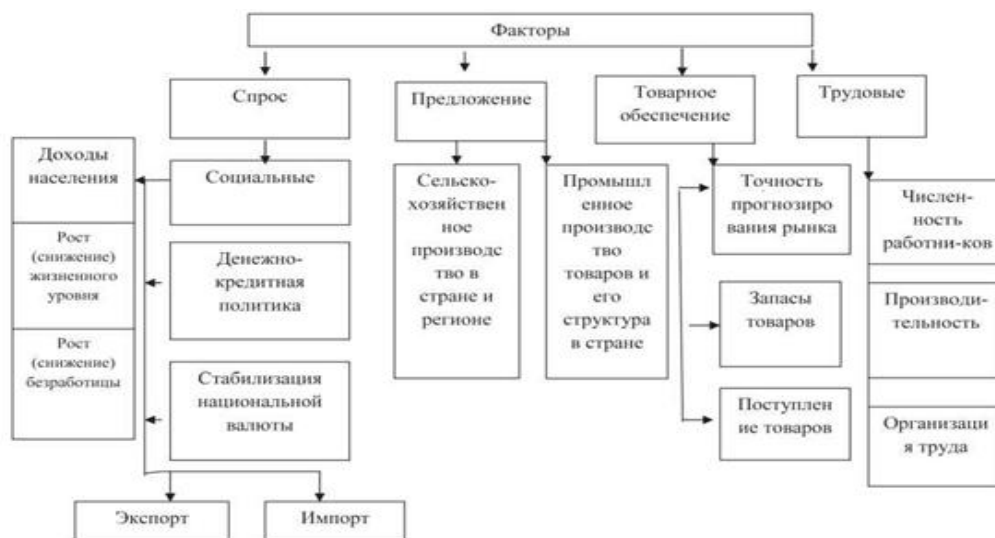 Факторы
Спрос
Предложение
Товарное
обеспечение
Трудовые
Доходы
населения
Рост
(снижение)
жизненного
уровня
Рост
(снижение)
безработицы
Социальные
Денежно-
кредитная
политика
Стабилизация
национальной
валюты
Сельско-
хозяйствен
ное
производс
тво в
стране и
регионе
Промышл
енное
производс
тво
товаров и
его
структура
в стране
Точность
прогнозиро
вания рынка
Запасы
товаров
Поступлен
ие товаров
Числен-
ность
работни-ков
Производи-
тельность
Организаци
я труда
Экспорт
Импорт